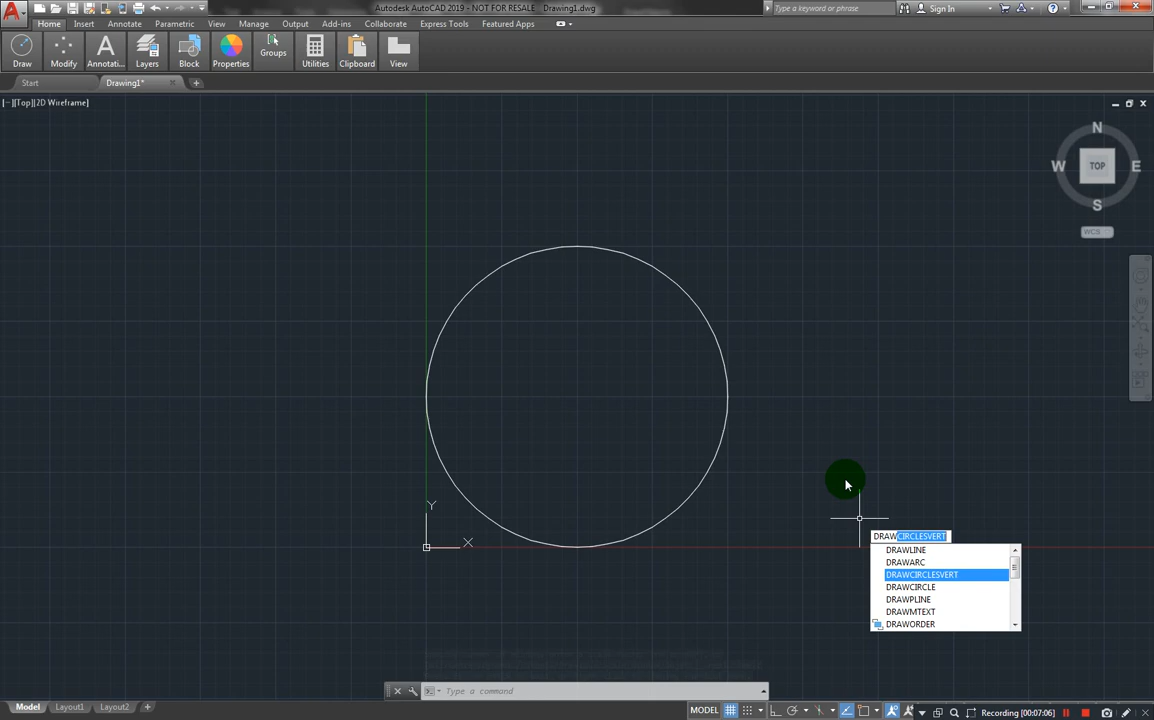 Autodesk AutoCAD 2019 - NOT FOR RESALE Drawing1.dwg
Type a keyword or phrase
Sign In
Home Insert Annotate Parametric View Manage Output Add-ins Collaborate Express Tools Featured Apps
Draw Modify Annotati... Layers Block Properties Groups Utilities Clipboard View
Start Drawing1*
[−][Top][2D Wireframe]
N
W TOP E
S
WCS
Y
X
DRAWCIRCLESVERT
DRAWLINE
DRAWARC
DRAWCIRCLESVERT
DRAWCIRCLE
DRAWPLINE
DRAWMTEXT
DRAWORDER
Type a command
Model Layout1 Layout2
MODEL
Recording [00:07:06]